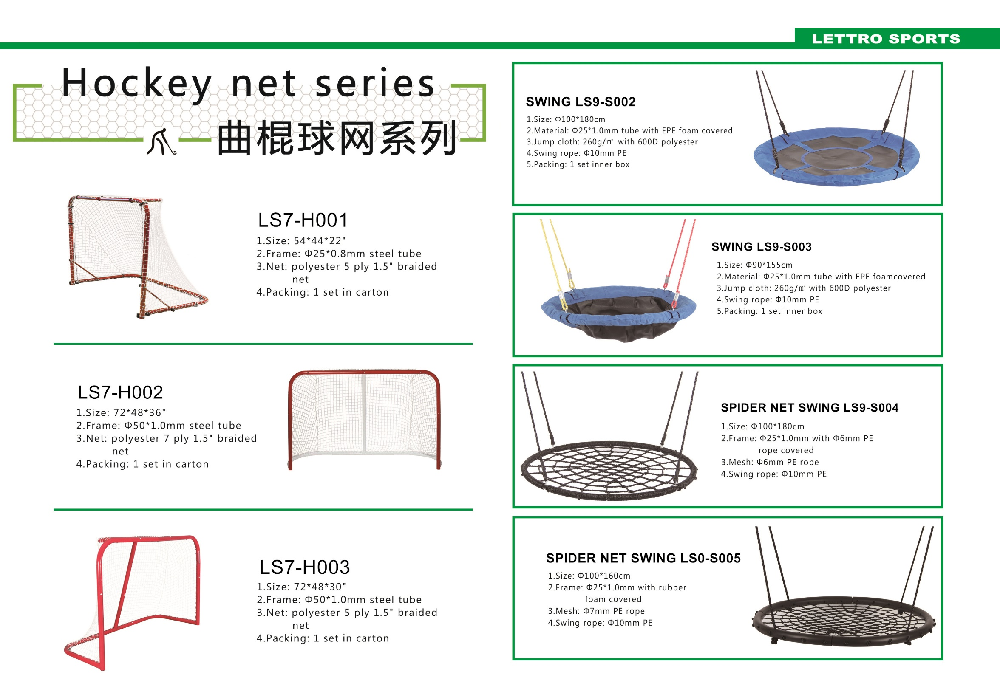 LETTRO SPORTS
Hockey net series
曲棍球网系列
LS7-H001
1.Size: 54*44*22"
2.Frame: Φ25*0.8mm steel tube
3.Net: polyester 5 ply 1.5" braided
net
4.Packing: 1 set in carton
LS7-H002
1.Size: 72*48*36"
2.Frame: Φ50*1.0mm steel tube
3.Net: polyester 7 ply 1.5" braided
net
4.Packing: 1 set in carton
LS7-H003
1.Size: 72*48*30"
2.Frame: Φ50*1.0mm steel tube
3.Net: polyester 5 ply 1.5" braided
net
4.Packing: 1 set in carton
SWING LS9-S002
1.Size: Φ100*180cm
2.Material: Φ25*1.0mm tube with EPE foam covered
3.Jump cloth: 260g/㎡ with 600D polyester
4.Swing rope: Φ10mm PE
5.Packing: 1 set inner box
SWING LS9-S003
1.Size: Φ90*155cm
2.Material: Φ25*1.0mm tube with EPE foamcovered
3.Jump cloth: 260g/㎡ with 600D polyester
4.Swing rope: Φ10mm PE
5.Packing: 1 set inner box
SPIDER NET SWING LS9-S004
1.Size: Φ100*180cm
2.Frame: Φ25*1.0mm with Φ6mm PE
rope covered
3.Mesh: Φ6mm PE rope
4.Swing rope: Φ10mm PE
SPIDER NET SWING LS0-S005
1.Size: Φ100*160cm
2.Frame: Φ25*1.0mm with rubber
foam covered
3.Mesh: Φ7mm PE rope
4.Swing rope: Φ10mm PE